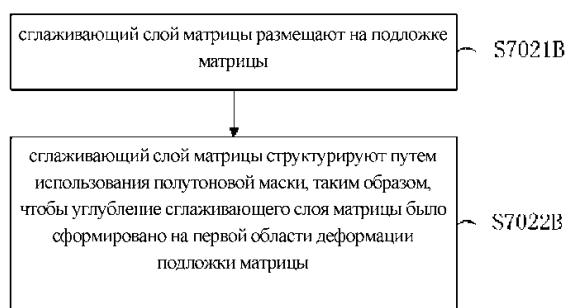 сглаживающий слой матрицы размещают на подложке
матрицы
S7021B
сглаживающий слой матрицы структурируют путем
использования полутоновой маски, таким образом,
чтобы углубление сглаживающего слоя матрицы было
сформировано на первой области деформации
подложки матрицы
S7022B